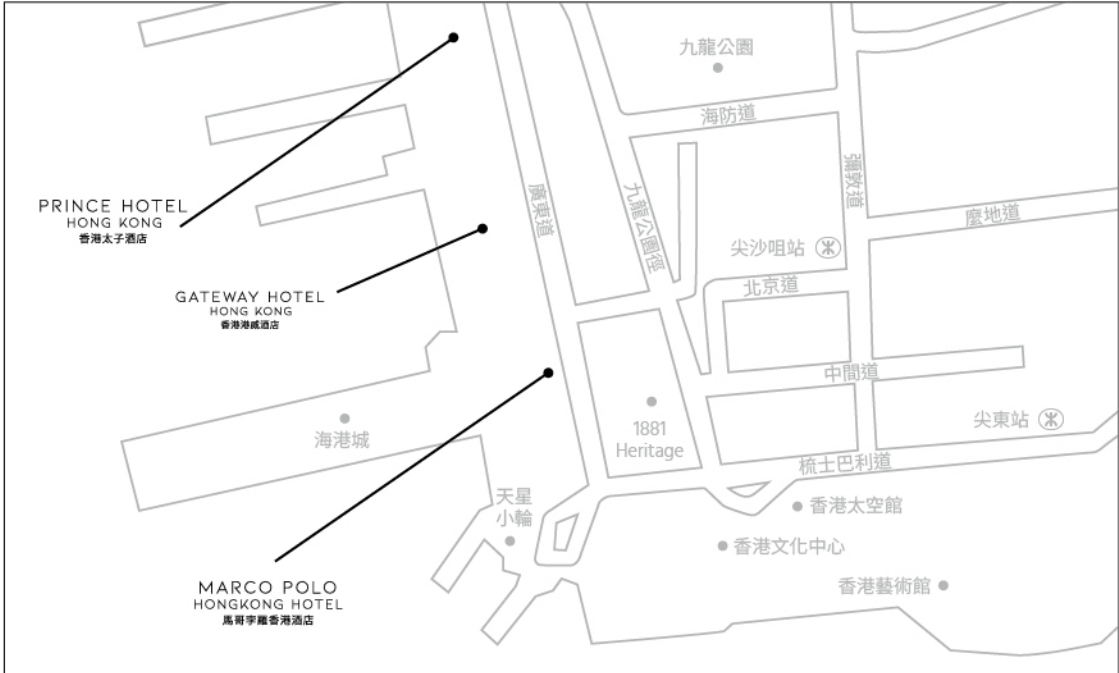 九龍公園
海防道
PRINCE HOTEL
HONG KONG
香港太子酒店
廣東道
九龍公園徑
彌敦道
麼地道
尖沙咀站
北京道
GATEWAY HOTEL
HONG KONG
香港港威酒店
中間道
海港城
1881
Heritage
尖東站
梳士巴利道
天星
小輪
香港太空館
香港文化中心
香港藝術館
MARCO POLO
HONGKONG HOTEL
馬哥孛羅香港酒店